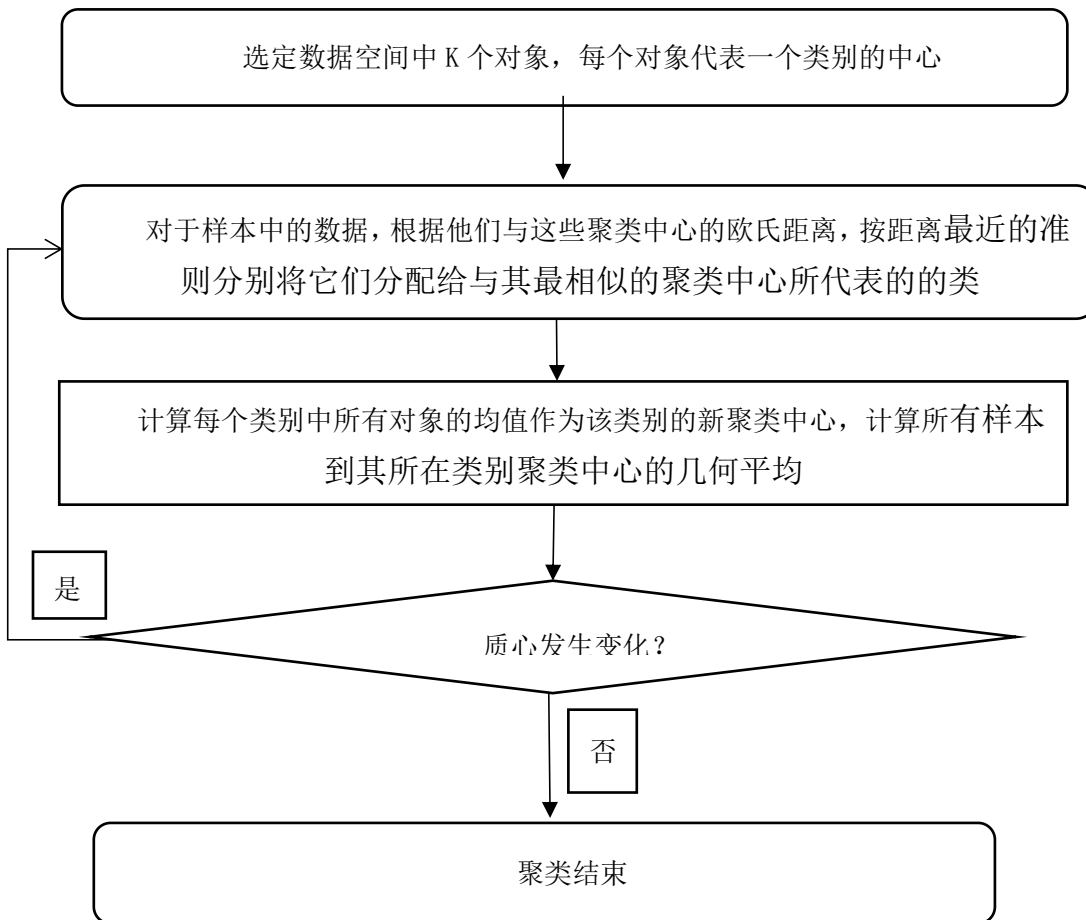 选定数据空间中 K 个对象，每个对象代表一个类别的中心
对于样本中的数据，根据他们与这些聚类中心的欧氏距离，按距离最近的准
则分别将它们分配给与其最相似的聚类中心所代表的的类
计算每个类别中所有对象的均值作为该类别的新聚类中心，计算所有样本
到其所在类别聚类中心的几何平均
是
质心发生变化？
否
聚类结束